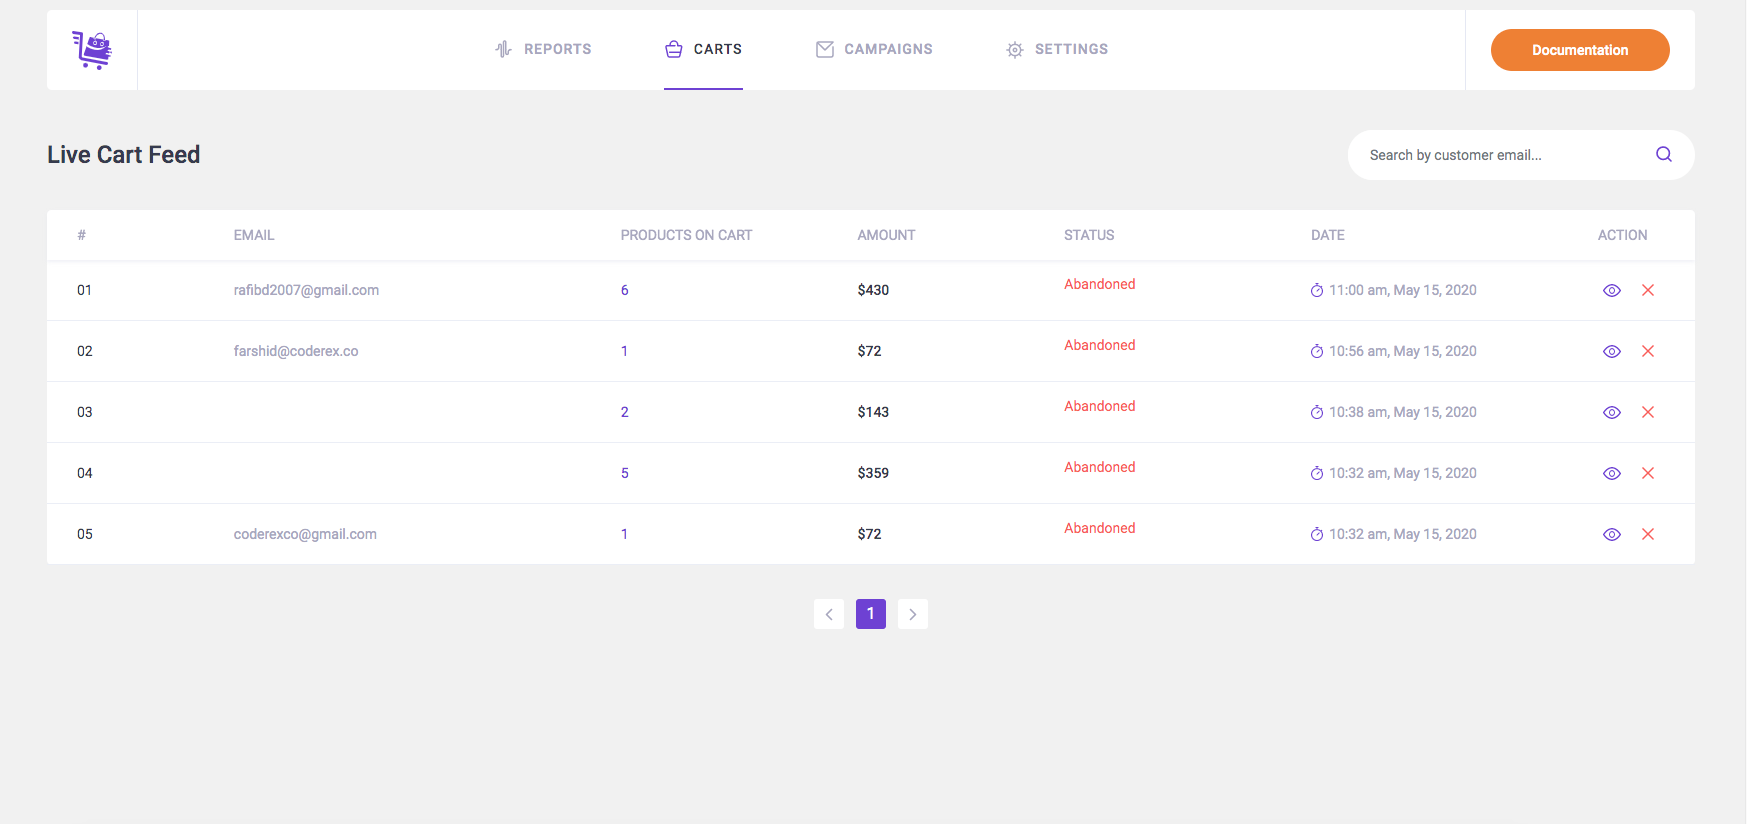 REPORTS CARTS CAMPAIGNS SETTINGS Documentation
Live Cart Feed Search by customer email...
# EMAIL PRODUCTS ON CART AMOUNT STATUS DATE ACTION
01 rafibd2007@gmail.com 6 $430 Abandoned 11:00 am, May 15, 2020
02 farshid@coderex.co 1 $72 Abandoned 10:56 am, May 15, 2020
03 2 $143 Abandoned 10:38 am, May 15, 2020
04 5 $359 Abandoned 10:32 am, May 15, 2020
05 coderexco@gmail.com 1 $72 Abandoned 10:32 am, May 15, 2020
1